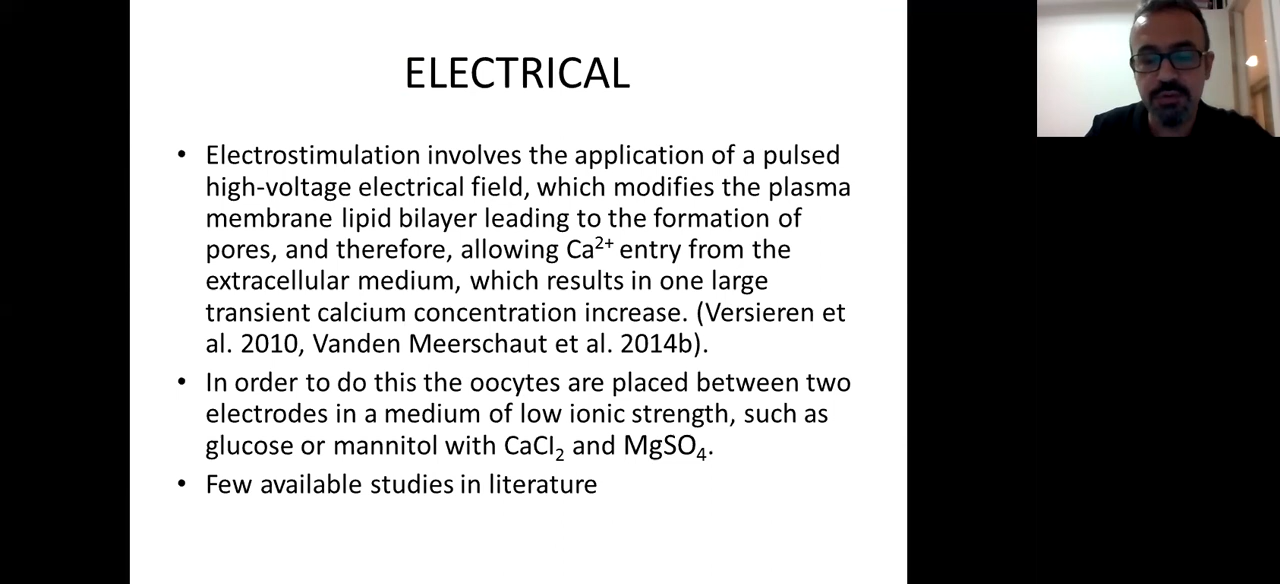 ELECTRICAL
• Electrostimulation involves the application of a pulsed
high-voltage electrical field, which modifies the plasma
membrane lipid bilayer leading to the formation of
pores, and therefore, allowing Ca²⁺ entry from the
extracellular medium, which results in one large
transient calcium concentration increase. (Versieren et
al. 2010, Vanden Meerschaut et al. 2014b).
• In order to do this the oocytes are placed between two
electrodes in a medium of low ionic strength, such as
glucose or mannitol with CaCl₂ and MgSO₄.
• Few available studies in literature